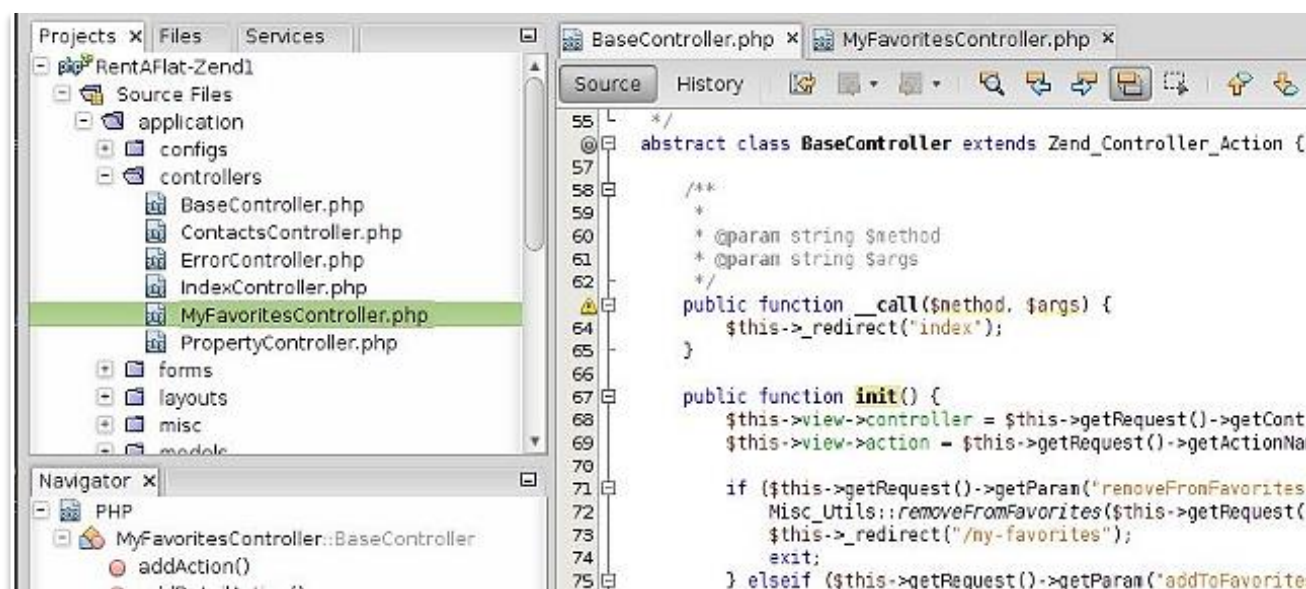 Projects Files Services
RentAFlat-Zend1
Source Files
application
configs
controllers
BaseController.php
ContactsController.php
ErrorController.php
IndexController.php
MyFavoritesController.php
PropertyController.php
forms
layouts
misc
models
Navigator
PHP
MyFavoritesController::BaseController
addAction()
BaseController.php MyFavoritesController.php
Source History
55 */
abstract class BaseController extends Zend_Controller_Action {
57
58 /**
59 *
60 * @param string $method
61 * @param string $args
62 */
public function __call($method, $args) {
64 $this->_redirect("index");
65 }
66
67 public function init() {
68 $this->view->controller = $this->getRequest()->getCont
69 $this->view->action = $this->getRequest()->getActionNa
70
71 if ($this->getRequest()->getParam("removeFromFavorites
72 Misc_Utils::removeFromFavorites($this->getRequest(
73 $this->_redirect("/my-favorites");
74 exit;
75 } elseif ($this->getRequest()->getParam("addToFavorite